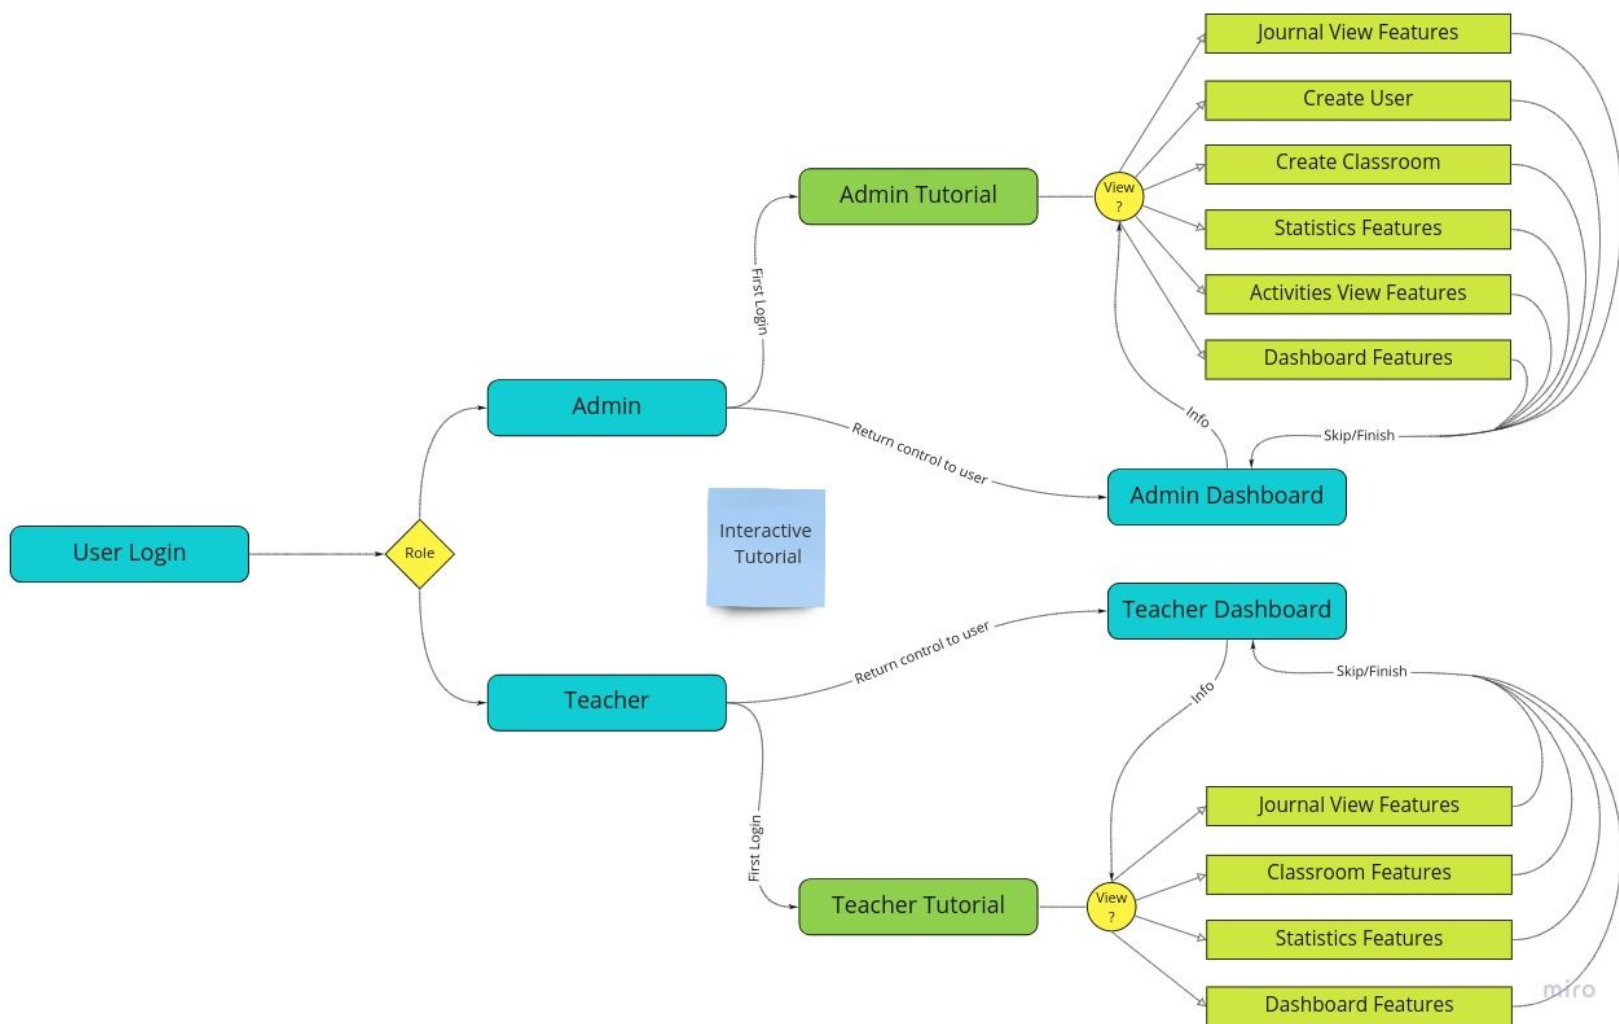 Journal View Features
Create User
Create Classroom
Statistics Features
Activities View Features
Dashboard Features
View
?
Admin Tutorial
First Login
Admin
Return control to user
Info
Skip/Finish
Admin Dashboard
Interactive
Tutorial
User Login
Role
Teacher Dashboard
Return control to user
Skip/Finish
Info
Teacher
First Login
Teacher Tutorial
View
?
Journal View Features
Classroom Features
Statistics Features
Dashboard Features
miro